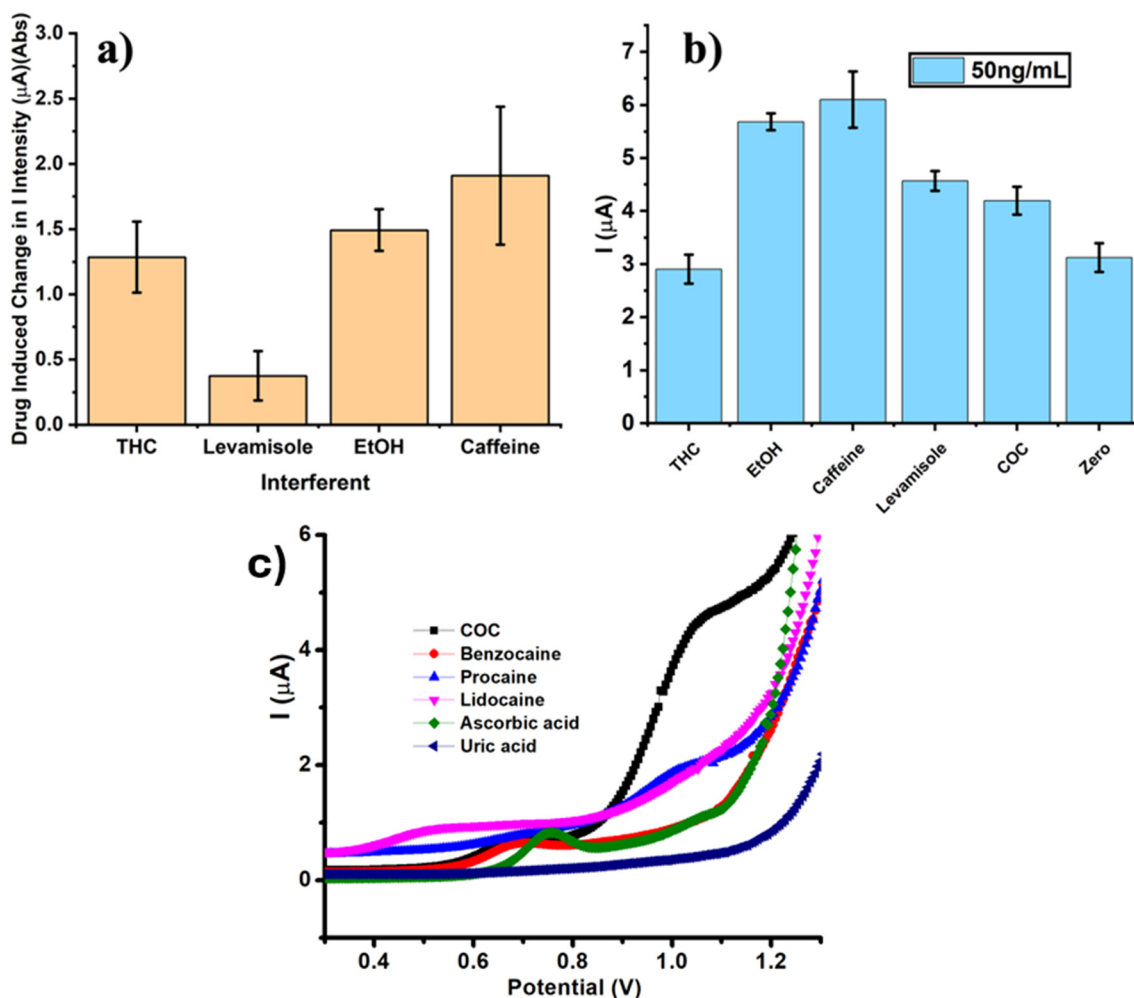 a)
Drug Induced Change in I Intensity (μA)(Abs)
3.0
2.5
2.0
1.5
1.0
0.5
0.0
THC Levamisole EtOH Caffeine
Interferent
b)
50ng/mL
I (μA)
7
6
5
4
3
2
1
0
THC EtOH Caffeine Levamisole COC Zero
c)
I (μA)
6
4
2
0
COC
Benzocaine
Procaine
Lidocaine
Ascorbic acid
Uric acid
0.4 0.6 0.8 1.0 1.2
Potential (V)